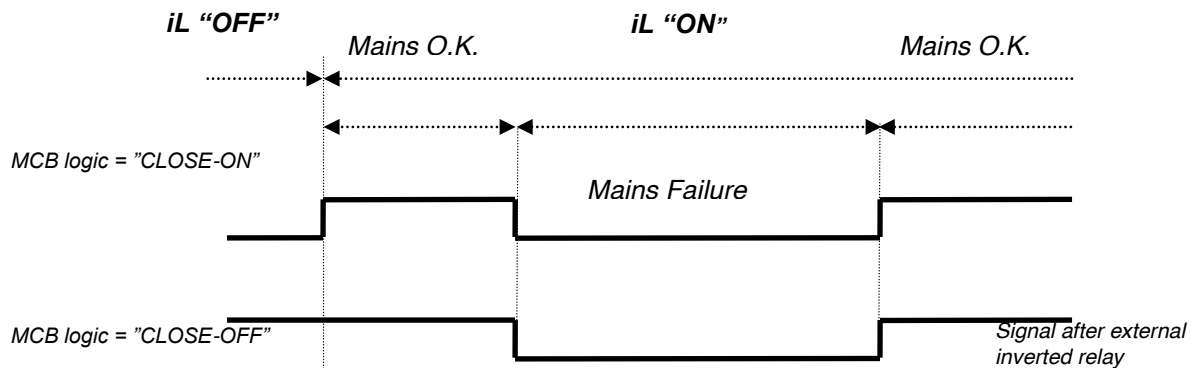 iL “OFF” iL “ON”
Mains O.K. Mains O.K.
MCB logic = ”CLOSE-ON”
Mains Failure
MCB logic = ”CLOSE-OFF”
Signal after external
inverted relay